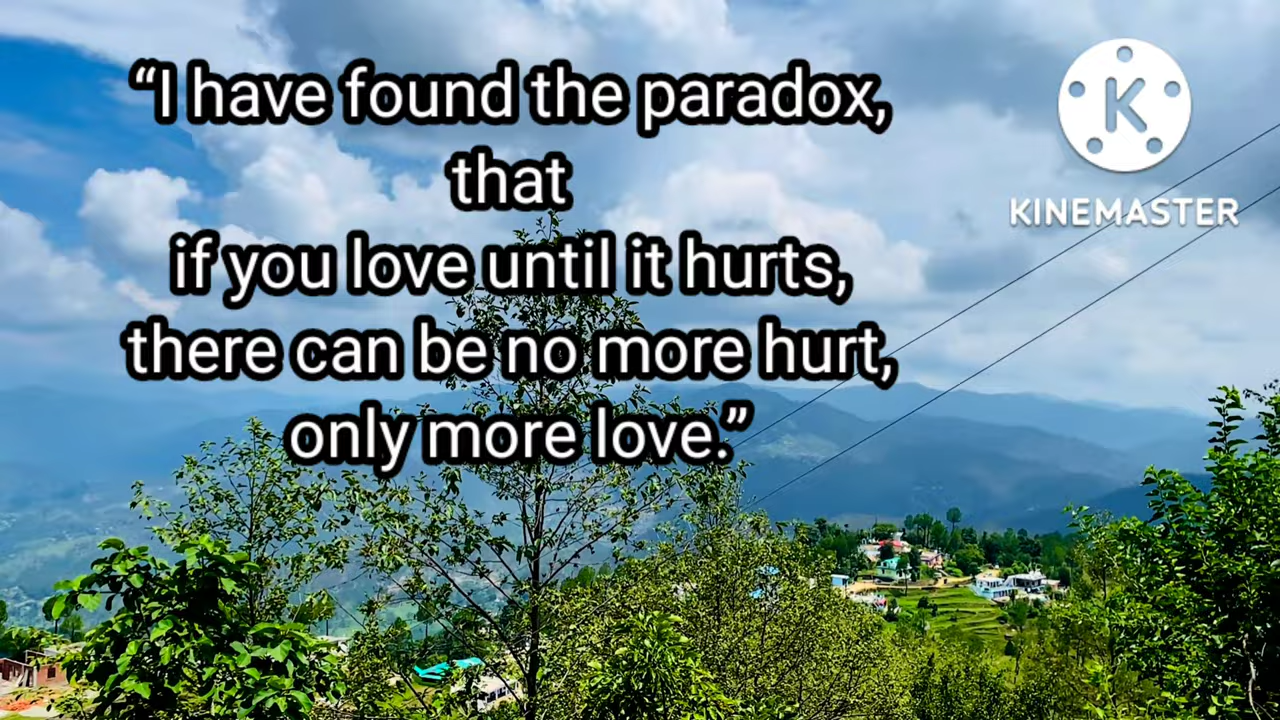 “I have found the paradox,
that
if you love until it hurts,
there can be no more hurt,
only more love.”
K
KINEMASTER